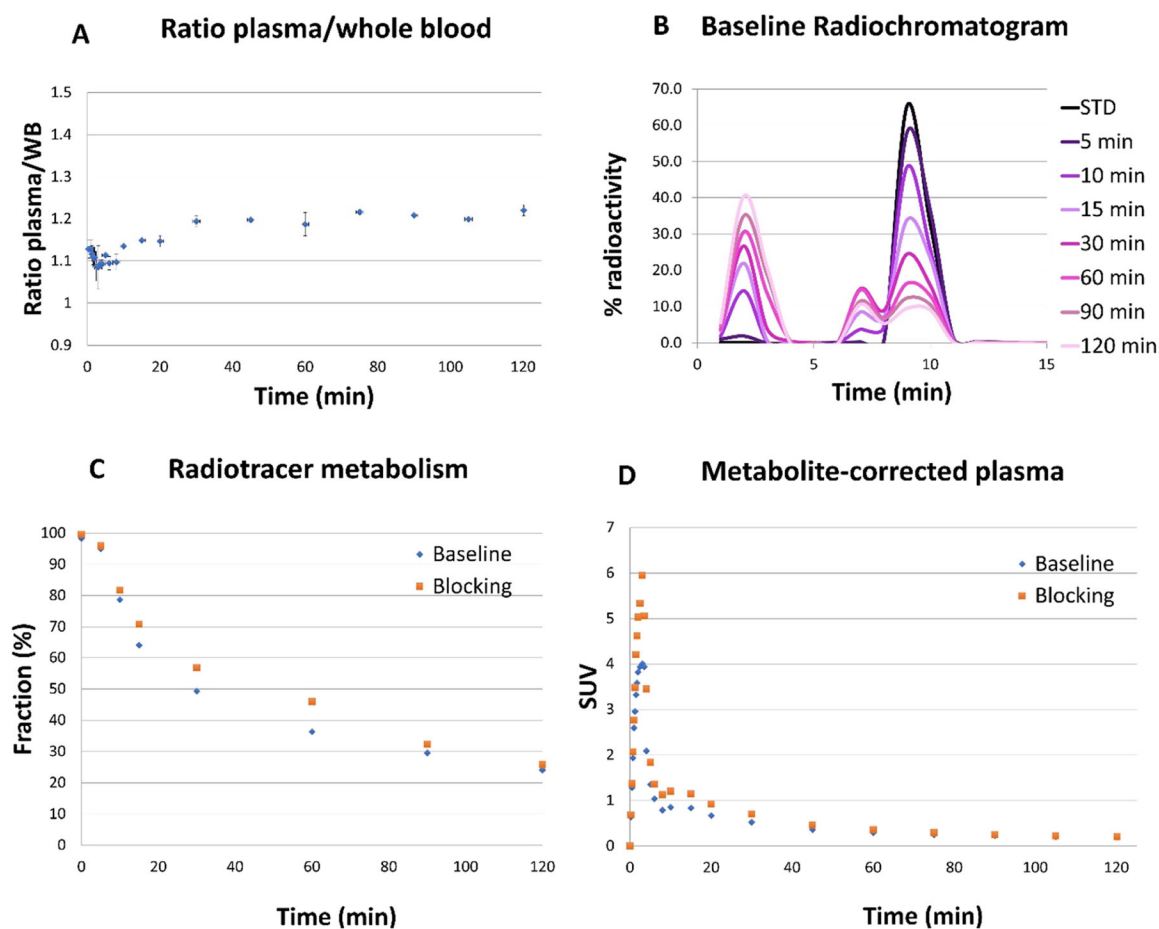 A Ratio plasma/whole blood
Ratio plasma/WB
1.5
1.4
1.3
1.2
1.1
1
0.9
0 20 40 60 80 100 120
Time (min)
B Baseline Radiochromatogram
% radioactivity
70.0
60.0
50.0
40.0
30.0
20.0
10.0
0.0
0 5 10 15
Time (min)
STD
5 min
10 min
15 min
30 min
60 min
90 min
120 min
C Radiotracer metabolism
Fraction (%)
100
90
80
70
60
50
40
30
20
10
0
0 20 40 60 80 100 120
Time (min)
Baseline
Blocking
D Metabolite-corrected plasma
SUV
7
6
5
4
3
2
1
0
0 20 40 60 80 100 120
Time (min)
Baseline
Blocking